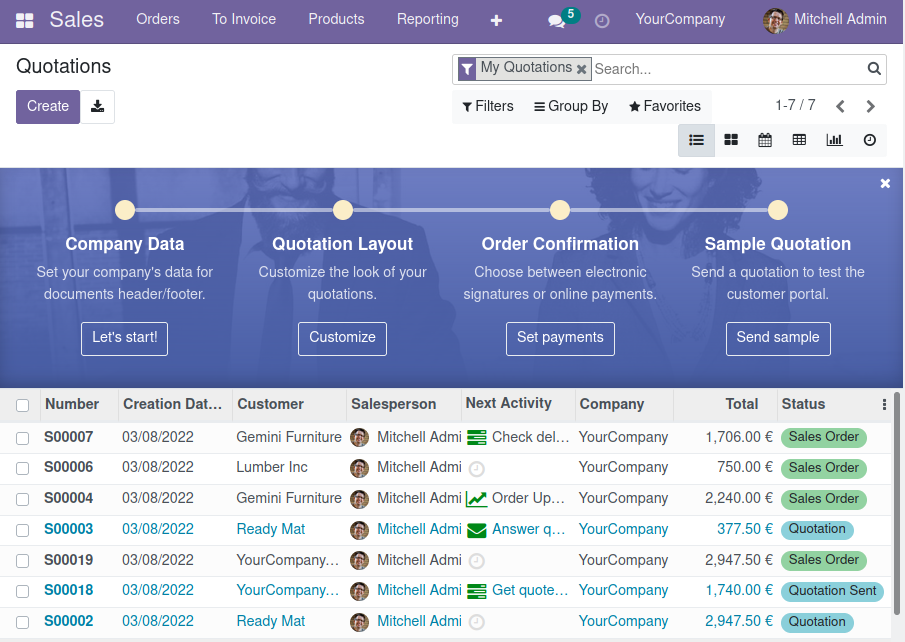 Sales Orders To Invoice Products Reporting 5 YourCompany Mitchell Admin
Quotations
My Quotations Search...
Create
Filters Group By Favorites 1-7 / 7
Company Data Quotation Layout Order Confirmation Sample Quotation
Set your company's data for Customize the look of your Choose between electronic Send a quotation to test the
documents header/footer. quotations. signatures or online payments. customer portal.
Let's start! Customize Set payments Send sample
Number Creation Dat... Customer Salesperson Next Activity Company Total Status
S00007 03/08/2022 Gemini Furniture Mitchell Admi Check del... YourCompany 1,706.00 € Sales Order
S00006 03/08/2022 Lumber Inc Mitchell Admi YourCompany 750.00 € Sales Order
S00004 03/08/2022 Gemini Furniture Mitchell Admi Order Up... YourCompany 2,240.00 € Sales Order
S00003 03/08/2022 Ready Mat Mitchell Admi Answer q... YourCompany 377.50 € Quotation
S00019 03/08/2022 YourCompany... Mitchell Admi YourCompany 2,947.50 € Sales Order
S00018 03/08/2022 YourCompany... Mitchell Admi Get quote... YourCompany 1,740.00 € Quotation Sent
S00002 03/08/2022 Ready Mat Mitchell Admi YourCompany 2,947.50 € Quotation